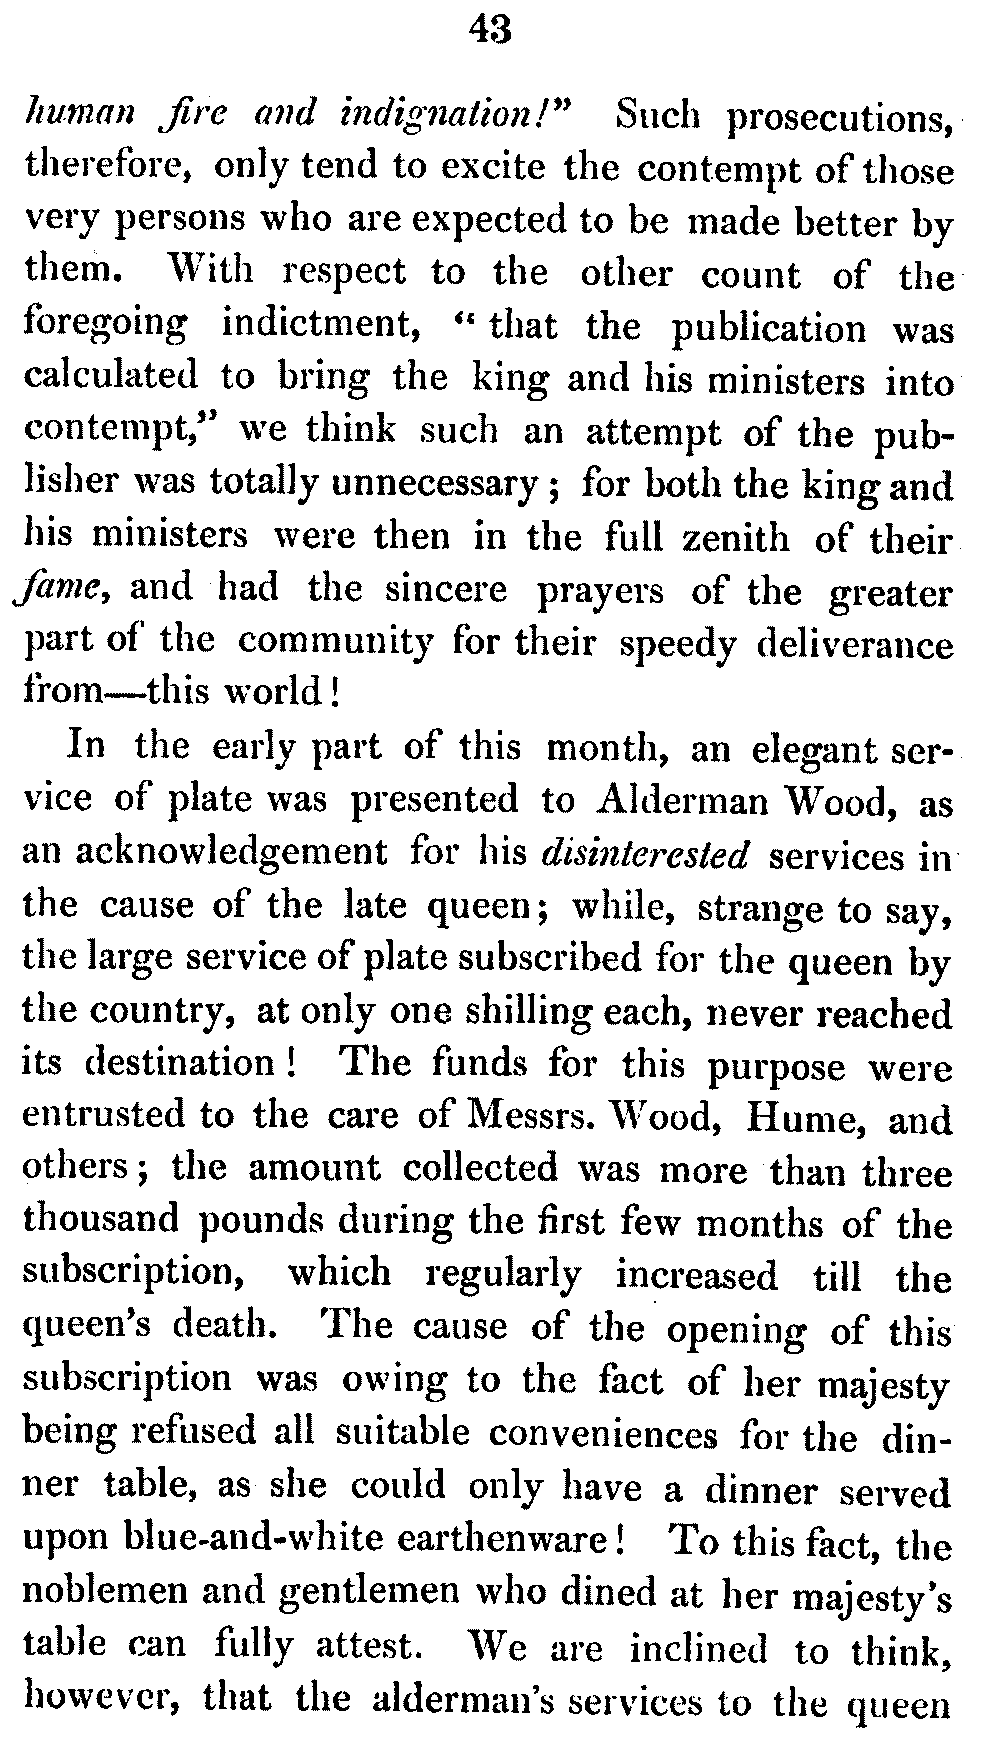 43
human fire and indignation!” Such prosecutions,
therefore, only tend to excite the contempt of those
very persons who are expected to be made better by
them. With respect to the other count of the
foregoing indictment, “ that the publication was
calculated to bring the king and his ministers into
contempt,” we think such an attempt of the pub-
lisher was totally unnecessary ; for both the king and
his ministers were then in the full zenith of their
fame, and had the sincere prayers of the greater
part of the community for their speedy deliverance
from—this world !
In the early part of this month, an elegant ser-
vice of plate was presented to Alderman Wood, as
an acknowledgement for his disinterested services in
the cause of the late queen; while, strange to say,
the large service of plate subscribed for the queen by
the country, at only one shilling each, never reached
its destination ! The funds for this purpose were
entrusted to the care of Messrs. Wood, Hume, and
others ; the amount collected was more than three
thousand pounds during the first few months of the
subscription, which regularly increased till the
queen’s death. The cause of the opening of this
subscription was owing to the fact of her majesty
being refused all suitable conveniences for the din-
ner table, as she could only have a dinner served
upon blue-and-white earthenware ! To this fact, the
noblemen and gentlemen who dined at her majesty’s
table can fully attest. We are inclined to think,
however, that the alderman’s services to the queen